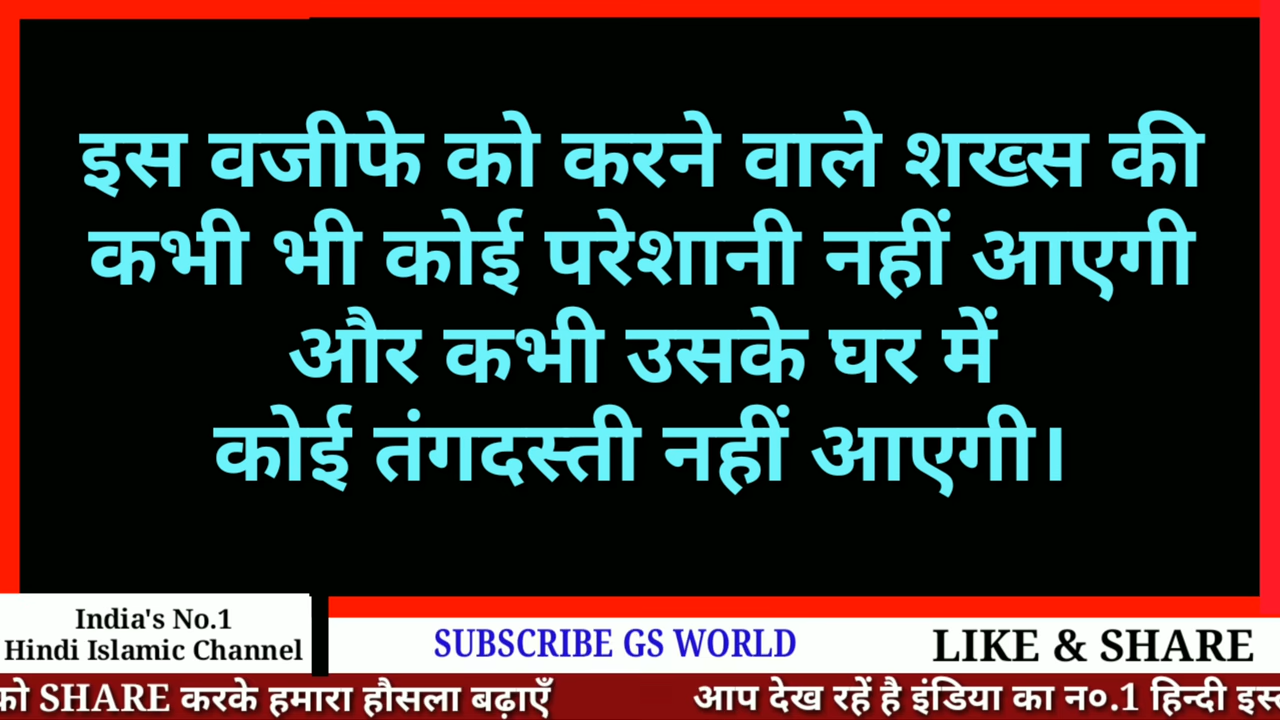 इस वजीफे को करने वाले शख्स की
कभी भी कोई परेशानी नहीं आएगी
और कभी उसके घर में
कोई तंगदस्ती नहीं आएगी।
India's No.1
Hindi Islamic Channel
SUBSCRIBE GS WORLD
LIKE & SHARE
को SHARE करके हमारा हौसला बढ़ाएँ
आप देख रहें है इंडिया का न०.1 हिन्दी इस